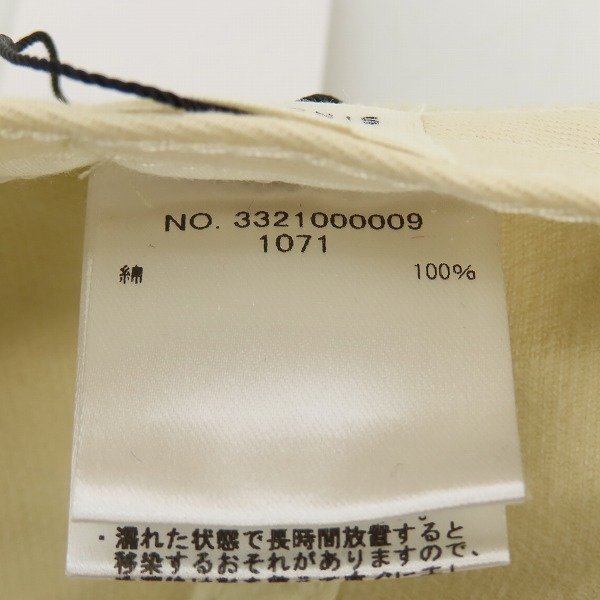 NO. 3321000009
1071
綿 100%
・濡れた状態で長時間放置すると
移染するおそれがありますので、